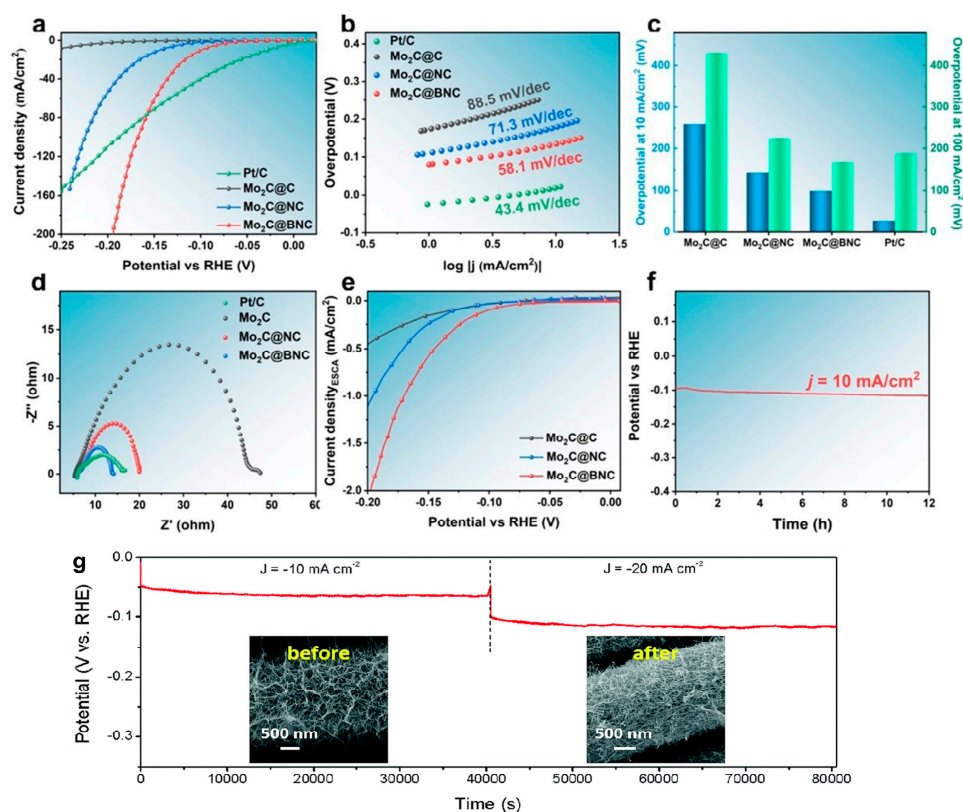 a
Current density (mA/cm²)
0
-40
-80
-120
-160
-200
-0.25
-0.20
-0.15
-0.10
-0.05
0.00
Potential vs RHE (V)
Pt/C
Mo₂C@C
Mo₂C@NC
Mo₂C@BNC
b
Pt/C
Mo₂C@C
Mo₂C@NC
Mo₂C@BNC
Overpotential (V)
0.4
0.3
0.2
0.1
0.0
-0.1
88.5 mV/dec
71.3 mV/dec
58.1 mV/dec
43.4 mV/dec
-0.5
0.0
0.5
1.0
1.5
log |j (mA/cm²)|
c
Overpotential at 10 mA/cm² (mV)
400
300
200
100
0
Mo₂C@C
Mo₂C@NC
Mo₂C@BNC
Pt/C
400
300
200
100
0
Overpotential at 100 mA/cm² (mV)
d
Pt/C
Mo₂C
Mo₂C@NC
Mo₂C@BNC
-Z'' (ohm)
15
10
5
0
0
10
20
30
40
50
60
Z' (ohm)
e
Current density_ESCA (mA/cm²)
0.0
-0.5
-1.0
-1.5
-2.0
-0.20
-0.15
-0.10
-0.05
0.00
Potential vs RHE (V)
Mo₂C@C
Mo₂C@NC
Mo₂C@BNC
f
Potential vs RHE
0.1
0.0
-0.1
-0.2
-0.3
-0.4
j = 10 mA/cm²
0
2
4
6
8
10
12
Time (h)
g
Potential (V vs. RHE)
0.0
-0.1
-0.2
-0.3
J = -10 mA cm⁻²
J = -20 mA cm⁻²
before
500 nm
after
500 nm
0
10000
20000
30000
40000
50000
60000
70000
80000
Time (s)